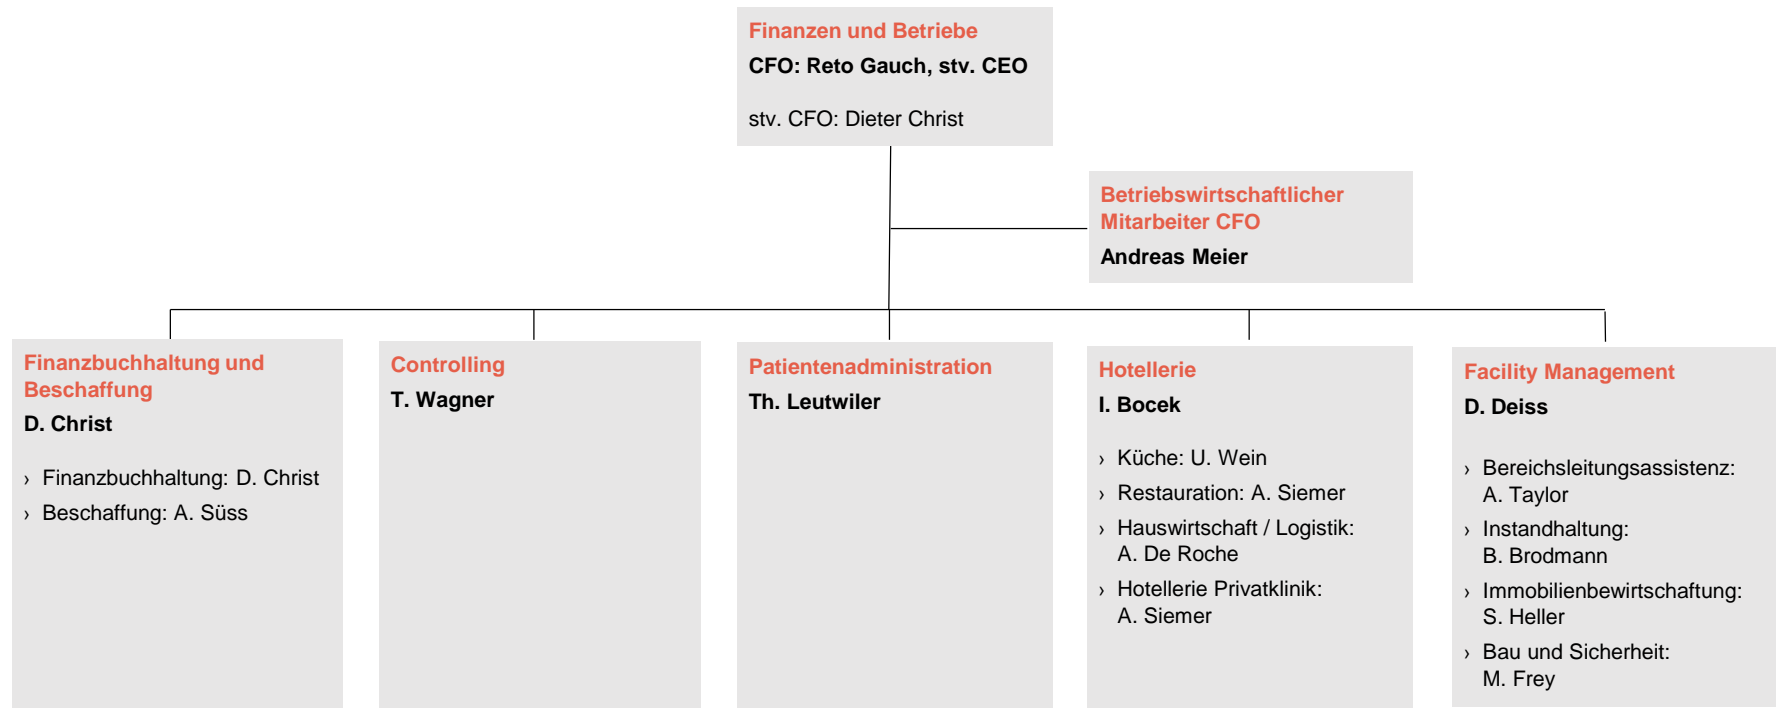 Finanzen und Betriebe
CFO: Reto Gauch, stv. CEO
stv. CFO: Dieter Christ
Betriebswirtschaftlicher
Mitarbeiter CFO
Andreas Meier
Finanzbuchhaltung und
Beschaffung
D. Christ
› Finanzbuchhaltung: D. Christ
› Beschaffung: A. Süss
Controlling
T. Wagner
Patientenadministration
Th. Leutwiler
Hotellerie
I. Bocek
› Küche: U. Wein
› Restauration: A. Siemer
› Hauswirtschaft / Logistik:
A. De Roche
› Hotellerie Privatklinik:
A. Siemer
Facility Management
D. Deiss
› Bereichsleitungsassistenz:
A. Taylor
› Instandhaltung:
B. Brodmann
› Immobilienbewirtschaftung:
S. Heller
› Bau und Sicherheit:
M. Frey